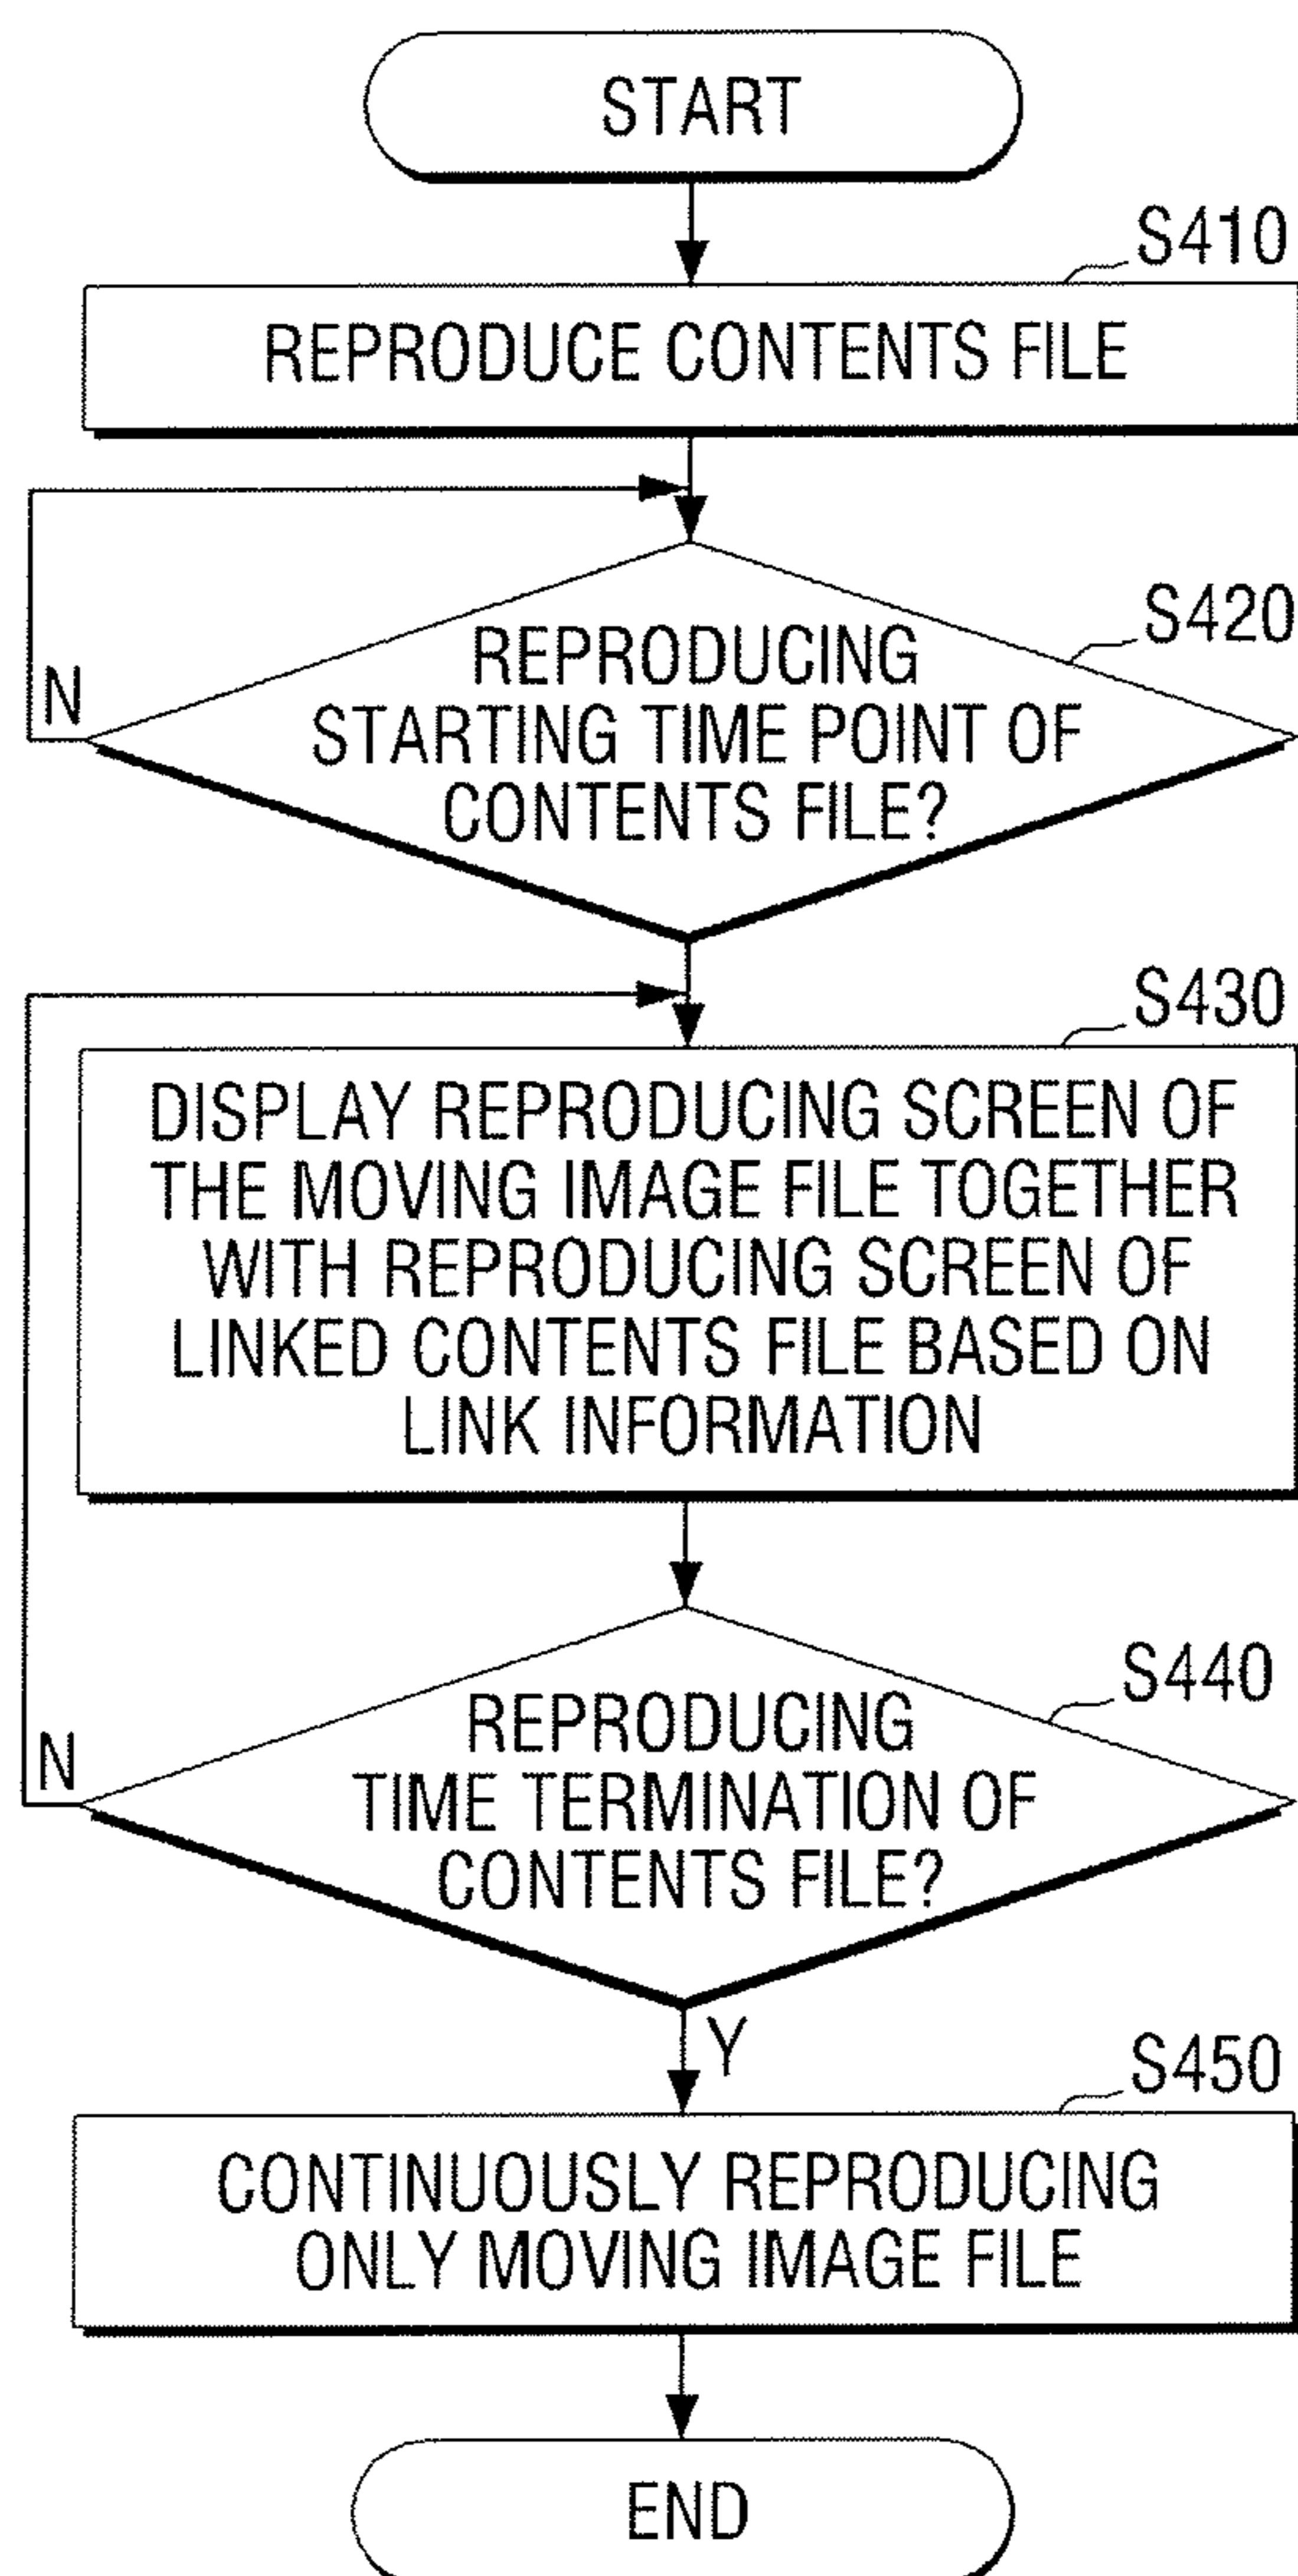 START
S410
REPRODUCE CONTENTS FILE
S420
REPRODUCING
STARTING TIME POINT OF
CONTENTS FILE?
N
S430
DISPLAY REPRODUCING SCREEN OF
THE MOVING IMAGE FILE TOGETHER
WITH REPRODUCING SCREEN OF
LINKED CONTENTS FILE BASED ON
LINK INFORMATION
S440
REPRODUCING
TIME TERMINATION OF
CONTENTS FILE?
N
Y
S450
CONTINUOUSLY REPRODUCING
ONLY MOVING IMAGE FILE
END